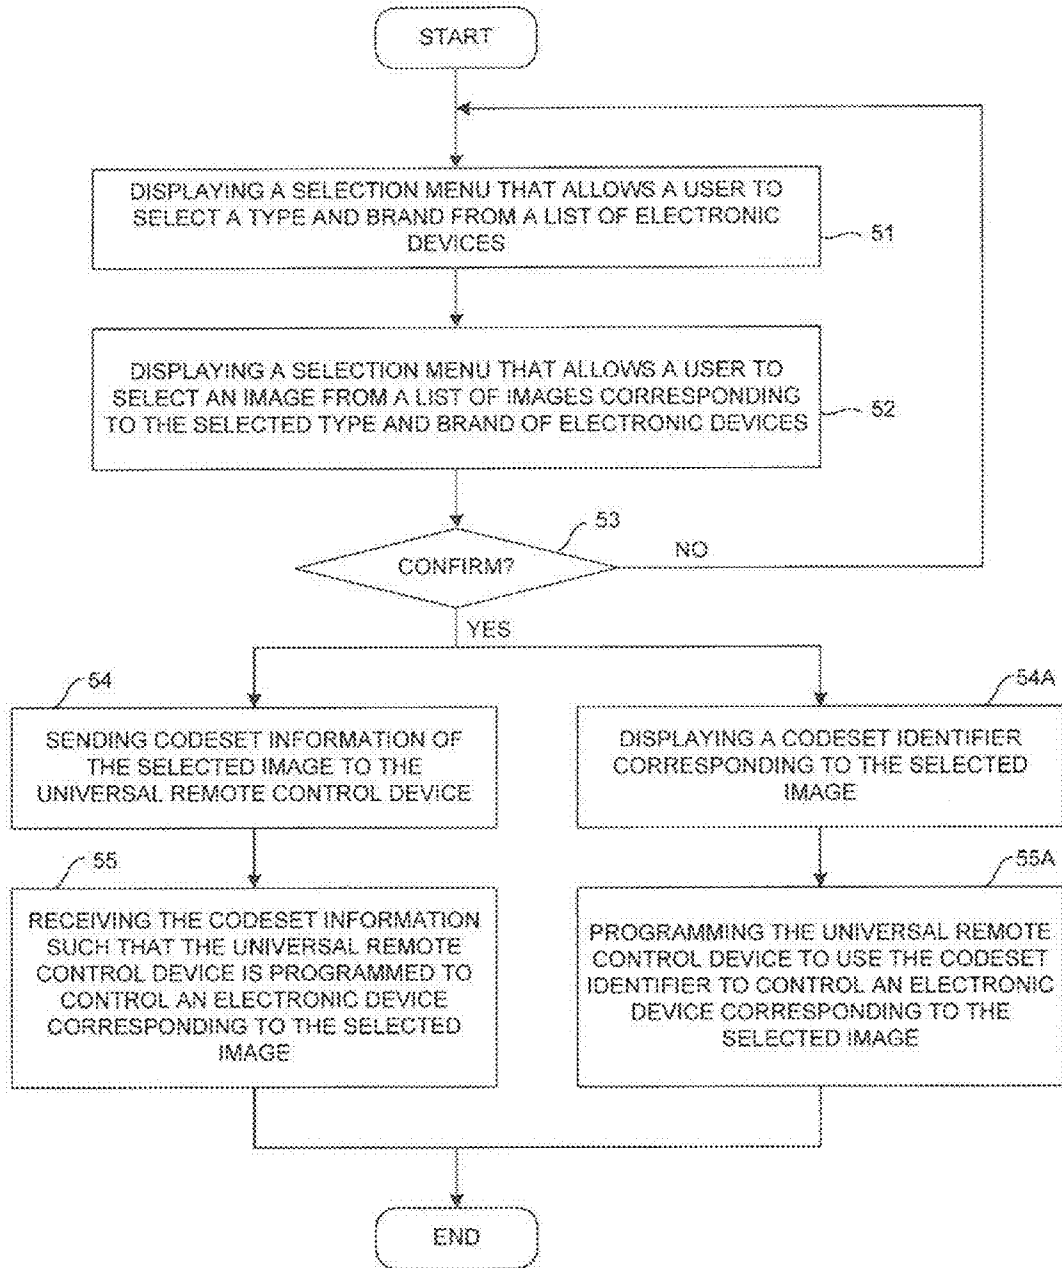 START
DISPLAYING A SELECTION MENU THAT ALLOWS A USER TO
SELECT A TYPE AND BRAND FROM A LIST OF ELECTRONIC
DEVICES
51
DISPLAYING A SELECTION MENU THAT ALLOWS A USER TO
SELECT AN IMAGE FROM A LIST OF IMAGES CORRESPONDING
TO THE SELECTED TYPE AND BRAND OF ELECTRONIC DEVICES
52
53
CONFIRM?
NO
YES
54
SENDING CODESET INFORMATION OF
THE SELECTED IMAGE TO THE
UNIVERSAL REMOTE CONTROL DEVICE
54A
DISPLAYING A CODESET IDENTIFIER
CORRESPONDING TO THE SELECTED
IMAGE
55
RECEIVING THE CODESET INFORMATION
SUCH THAT THE UNIVERSAL REMOTE
CONTROL DEVICE IS PROGRAMMED TO
CONTROL AN ELECTRONIC DEVICE
CORRESPONDING TO THE SELECTED
IMAGE
55A
PROGRAMMING THE UNIVERSAL REMOTE
CONTROL DEVICE TO USE THE CODESET
IDENTIFIER TO CONTROL AN ELECTRONIC
DEVICE CORRESPONDING TO THE
SELECTED IMAGE
END